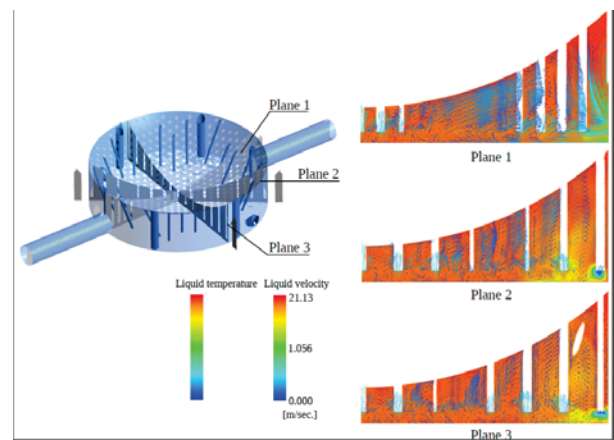 Plane 1
Plane 2
Plane 3
Liquid temperature
Liquid velocity
21.13
1.056
0.000
[m/sec.]
Plane 1
Plane 2
Plane 3